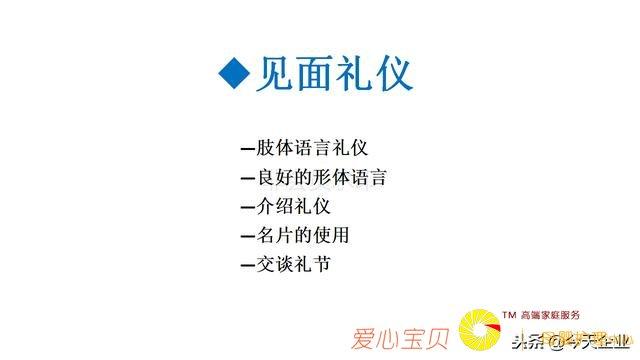 ◆见面礼仪
—肢体语言礼仪
—良好的形体语言
—介绍礼仪
—名片的使用
—交谈礼节
爱心宝贝
TM 高端家庭服务
头条@今天企业